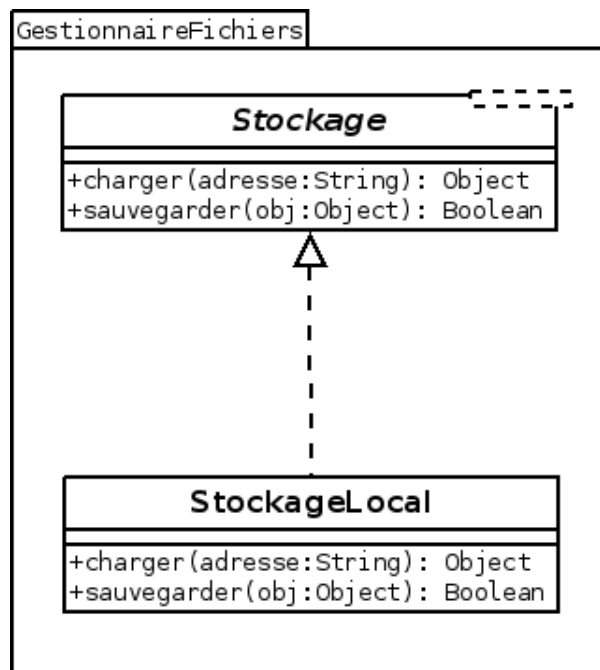 GestionnaireFichiers
Stockage
+charger(adresse:String): Object
+sauvegarder(obj:Object): Boolean
StockageLocal
+charger(adresse:String): Object
+sauvegarder(obj:Object): Boolean